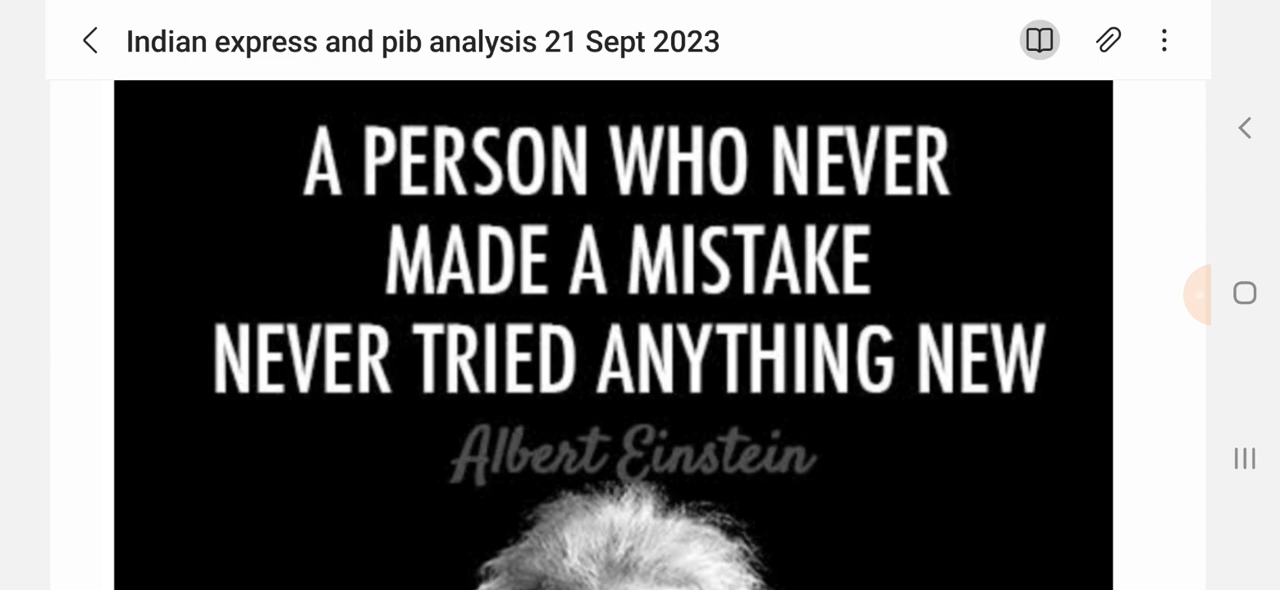 Indian express and pib analysis 21 Sept 2023
A PERSON WHO NEVER
MADE A MISTAKE
NEVER TRIED ANYTHING NEW
Albert Einstein